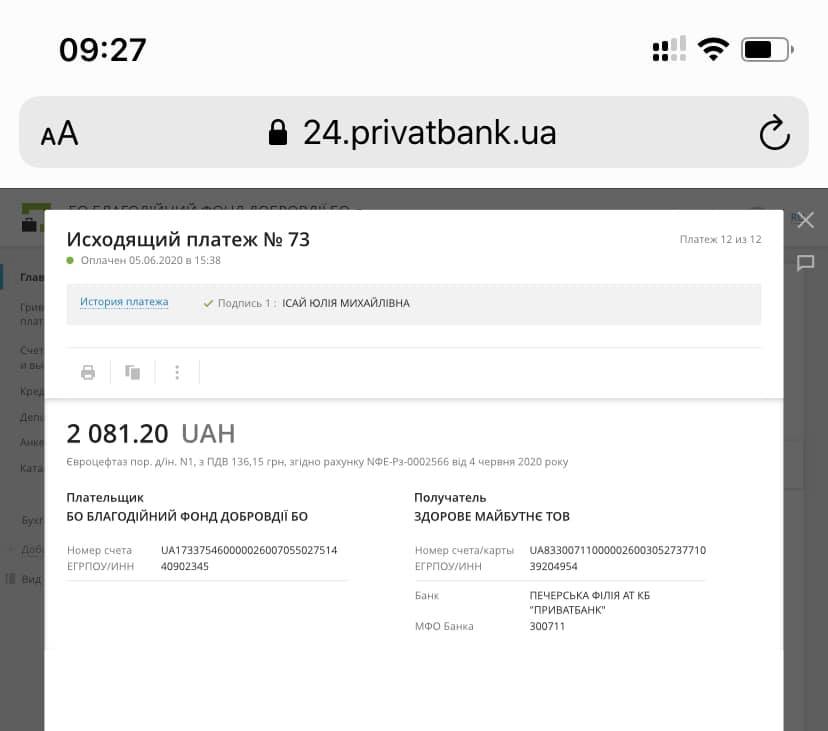 09:27
AA
24.privatbank.ua
БО БЛАГОДІЙНИЙ ФОНД ДОБРОВДІЇ БО
Исходящий платеж № 73
Платеж 12 из 12
Оплачен 05.06.2020 в 15:38
Глав
История платежа
Подпись 1 : ІСАЙ ЮЛІЯ МИХАЙЛІВНА
Грив
плат
Счет
и вы
Кред
Депо
Анке
Ката
2 081.20 UAH
Євроцефтаз пор. д/ін. N1, з ПДВ 136,15 грн, згідно рахунку NФЕ-Рз-0002566 від 4 червня 2020 року
Плательщик
Получатель
БО БЛАГОДІЙНИЙ ФОНД ДОБРОВДІЇ БО
ЗДОРОВЕ МАЙБУТНЄ ТОВ
Бухг
Номер счета UA173375460000026007055027514
Номер счета/карты UA833007110000026003052737710
Доба
ЕГРПОУ/ИНН 40902345
ЕГРПОУ/ИНН 39204954
Вид
Банк ПЕЧЕРСЬКА ФІЛІЯ АТ КБ
"ПРИВАТБАНК"
МФО Банка 300711